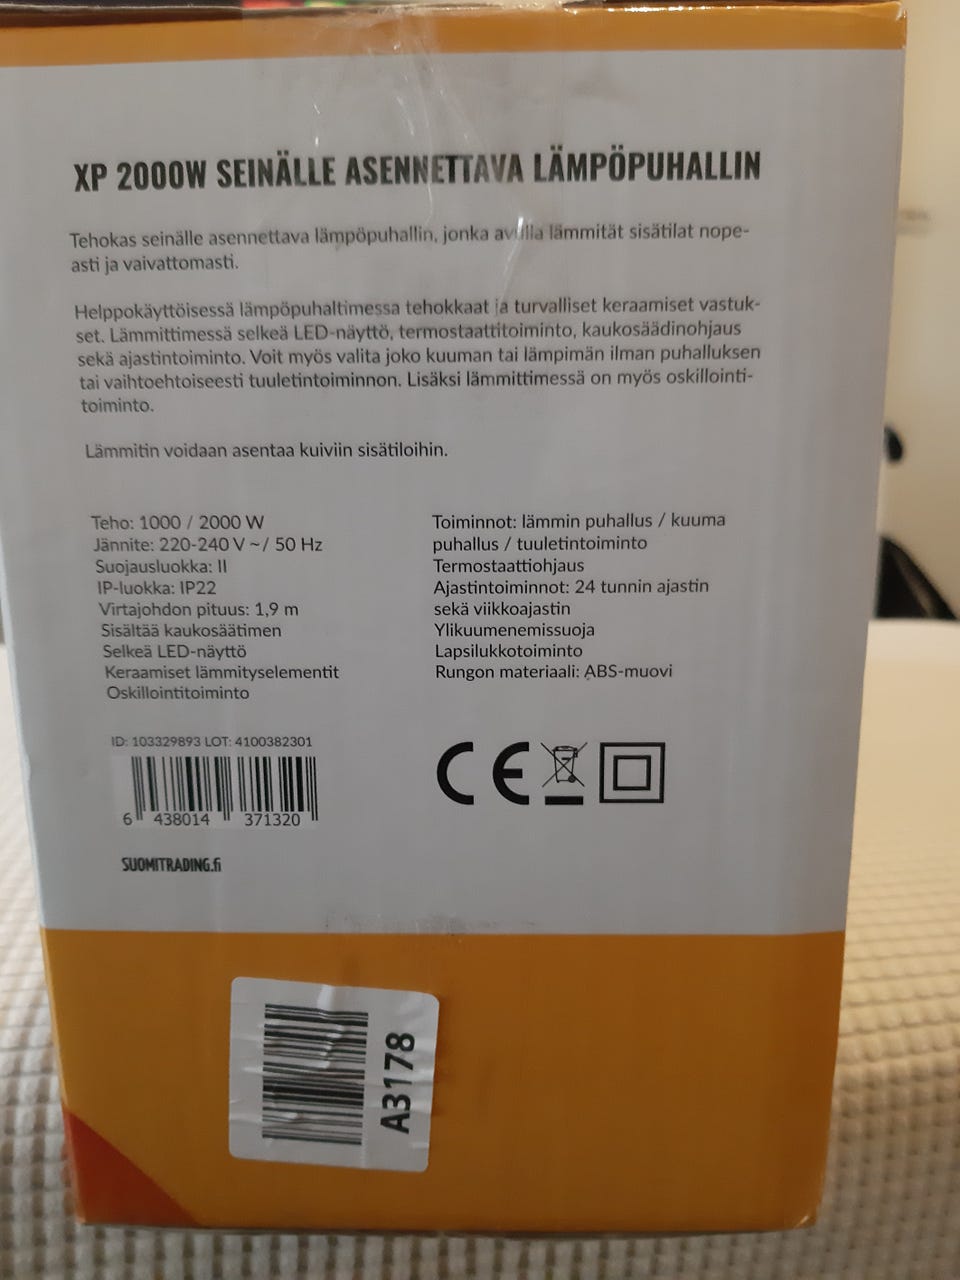 XP 2000W SEINÄLLE ASENNETTAVA LÄMPÖPUHALLIN
Tehokas seinälle asennettava lämpöpuhallin, jonka avulla lämmität sisätilat nope-
asti ja vaivattomasti.
Helppokäyttöisessä lämpöpuhaltimessa tehokkaat ja turvalliset keraamiset vastuk-
set. Lämmittimessä selkeä LED-näyttö, termostaattitoiminto, kaukosäädinohjaus
sekä ajastintoiminto. Voit myös valita joko kuuman tai lämpimän ilman puhalluksen
tai vaihtoehtoisesti tuuletintoiminnon. Lisäksi lämmittimessä on myös oskillointi-
toiminto.
Lämmitin voidaan asentaa kuiviin sisätiloihin.
Teho: 1000 / 2000 W
Jännite: 220-240 V ~/ 50 Hz
Suojausluokka: II
IP-luokka: IP22
Virtajohdon pituus: 1,9 m
Sisältää kaukosäätimen
Selkeä LED-näyttö
Keraamiset lämmityselementit
Oskillointitoiminto
Toiminnot: lämmin puhallus / kuuma
puhallus / tuuletintoiminto
Termostaattiohjaus
Ajastintoiminnot: 24 tunnin ajastin
sekä viikkoajastin
Ylikuumenemissuoja
Lapsilukkotoiminto
Rungon materiaali: ABS-muovi
ID: 103329893 LOT: 4100382301
6 438014 371320
CE
SUOMITRADING.fi
A3178